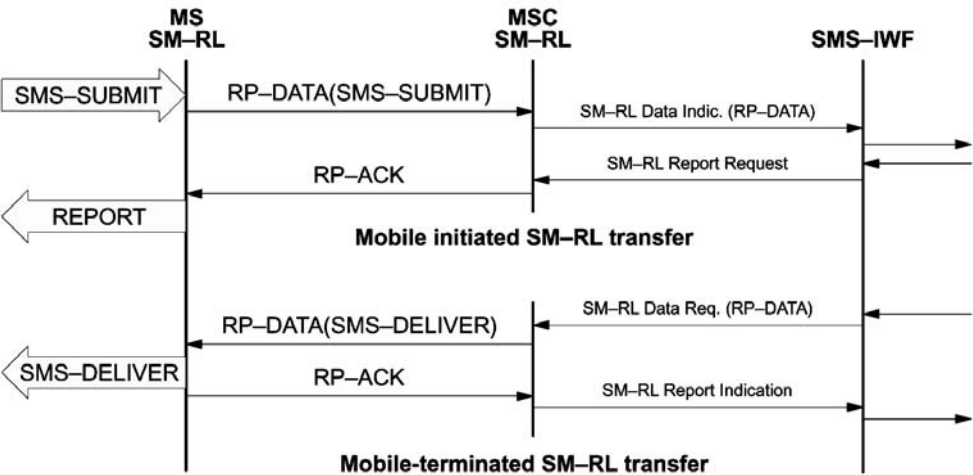 MS
SM–RL
MSC
SM–RL
SMS–IWF
SMS–SUBMIT
RP–DATA(SMS–SUBMIT)
SM–RL Data Indic. (RP–DATA)
SM–RL Report Request
RP–ACK
REPORT
Mobile initiated SM–RL transfer
SM–RL Data Req. (RP–DATA)
RP–DATA(SMS–DELIVER)
SMS–DELIVER
RP–ACK
SM–RL Report Indication
Mobile-terminated SM–RL transfer